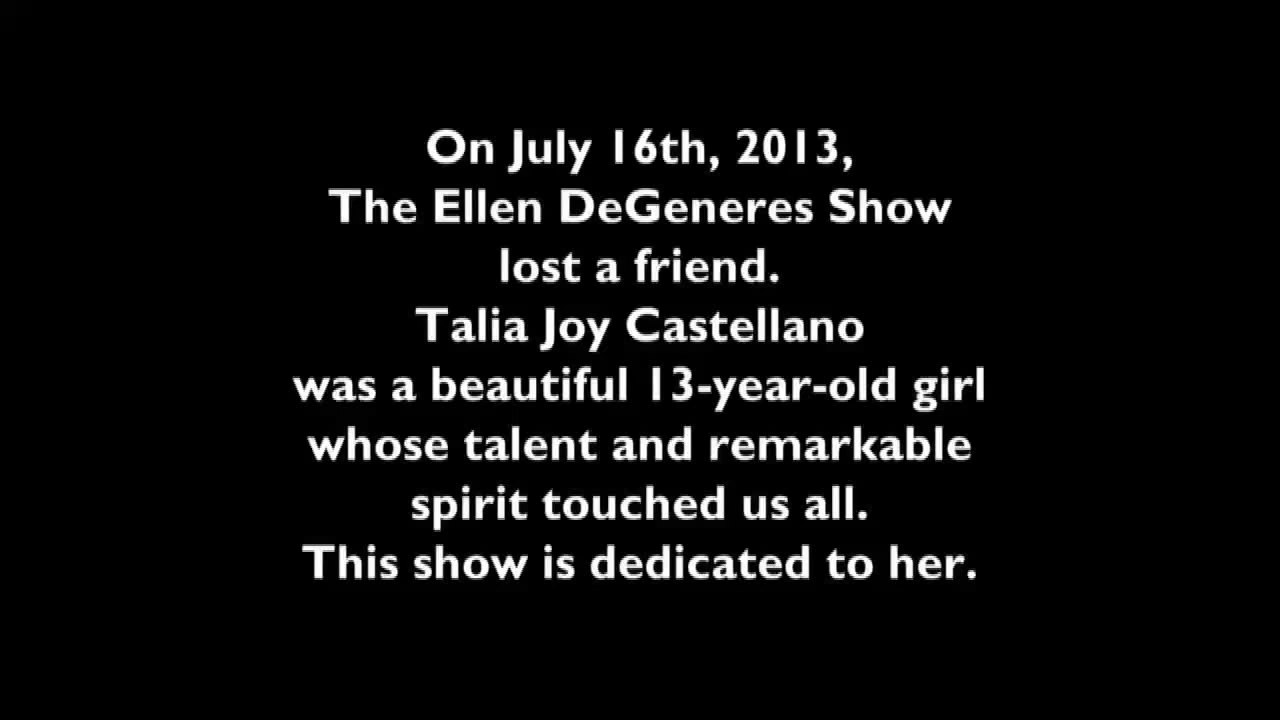 On July 16th, 2013,
The Ellen DeGeneres Show
lost a friend.
Talia Joy Castellano
was a beautiful 13-year-old girl
whose talent and remarkable
spirit touched us all.
This show is dedicated to her.